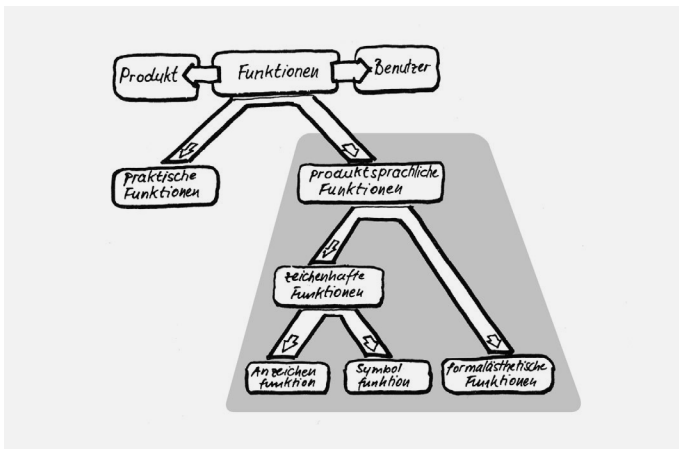 Produkt
Funktionen
Benutzer
praktische
Funktionen
produktsprachliche
Funktionen
zeichenhafte
Funktionen
Anzeichen
funktion
Symbol
funktion
formalästhetische
Funktionen